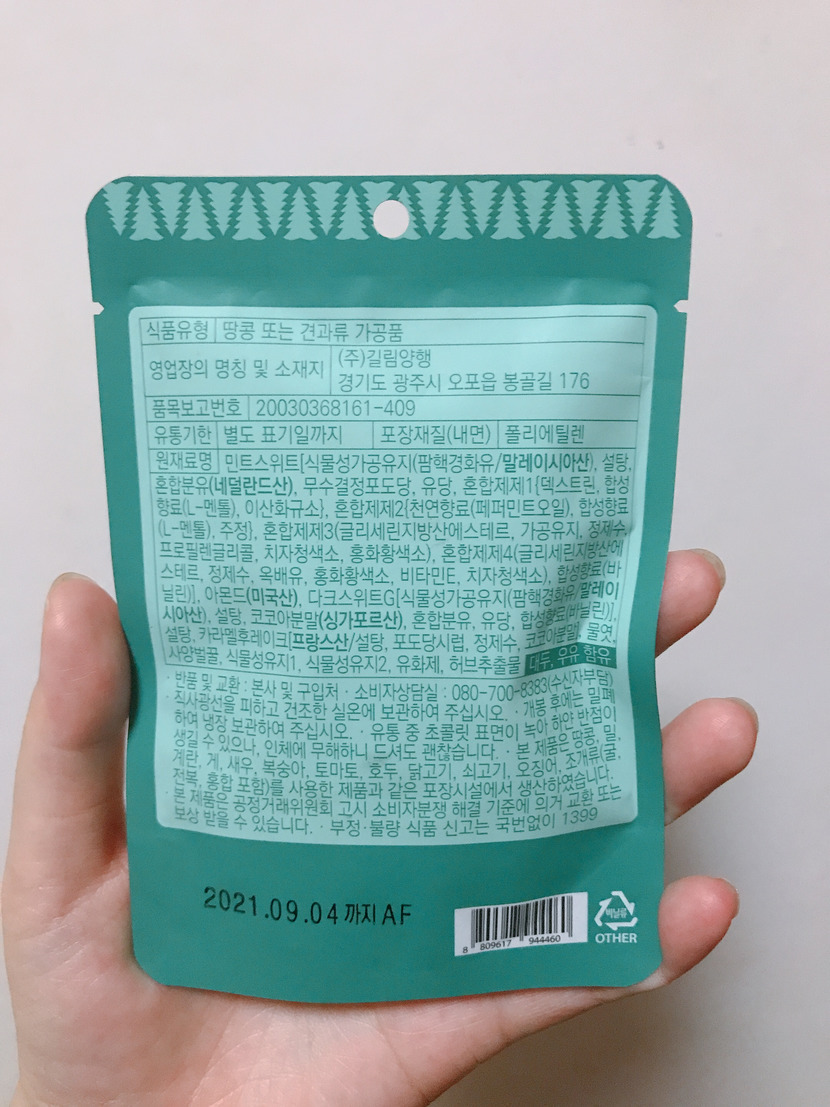 식품유형 땅콩 또는 견과류 가공품
영업장의 명칭 및 소재지 (주)길림양행
경기도 광주시 오포읍 봉골길 176
품목보고번호 20030368161-409
유통기한 별도 표기일까지 포장재질(내면) 폴리에틸렌
원재료명 민트스위트[식물성가공유지(팜핵경화유/말레이시아산), 설탕,
혼합분유(네덜란드산), 무수결정포도당, 유당, 혼합제제1{덱스트린, 합성
향료(L-멘톨), 이산화규소}, 혼합제제2{천연향료(페퍼민트오일), 합성향료
(L-멘톨), 주정}, 혼합제제3(글리세린지방산에스테르, 가공유지, 정제수,
프로필렌글리콜, 치자청색소, 홍화황색소), 혼합제제4(글리세린지방산에
스테르, 정제수, 옥배유, 홍화황색소, 비타민E, 치자청색소), 합성향료(바
닐린)], 아몬드(미국산), 다크스위트G[식물성가공유지(팜핵경화유/말레이
시아산), 설탕, 코코아분말(싱가포르산), 혼합분유, 유당, 합성향료(바닐린)],
설탕, 카라멜후레이크[프랑스산/설탕, 포도당시럽, 정제수, 코코아분말], 물엿,
사양벌꿀, 식물성유지1, 식물성유지2, 유화제, 허브추출물 대두, 우유 함유
· 반품 및 교환 : 본사 및 구입처 · 소비자상담실 : 080-700-8383(수신자부담)
· 직사광선을 피하고 건조한 실온에 보관하여 주십시오. · 개봉 후에는 밀폐
하여 냉장 보관하여 주십시오. · 유통 중 초콜릿 표면이 녹아 하얀 반점이
생길 수 있으나, 인체에 무해하니 드셔도 괜찮습니다. · 본 제품은 땅콩, 밀,
계란, 게, 새우, 복숭아, 토마토, 호두, 닭고기, 쇠고기, 오징어, 조개류(굴,
전복, 홍합 포함)를 사용한 제품과 같은 포장시설에서 생산하였습니다.
· 본 제품은 공정거래위원회 고시 소비자분쟁 해결 기준에 의거 교환 또는
보상 받을 수 있습니다. · 부정·불량 식품 신고는 국번없이 1399
2021.09.04 까지 AF
8 809617 944460
비닐류
OTHER